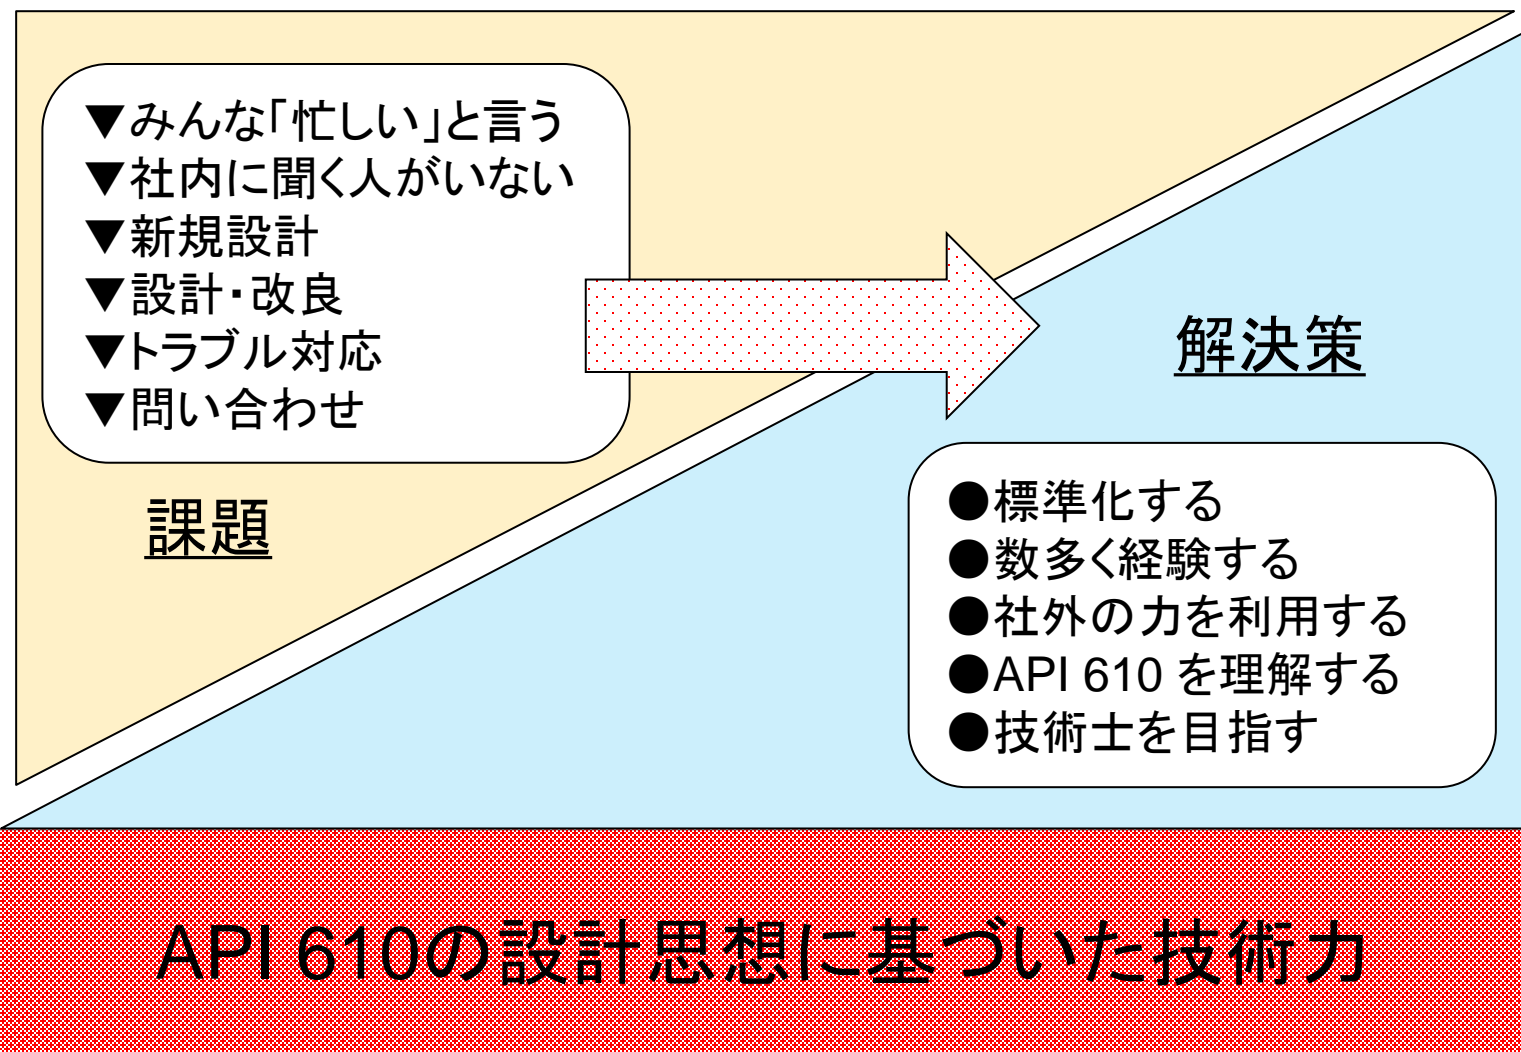 ▼みんな「忙しい」と言う
▼社内に聞く人がいない
▼新規設計
▼設計・改良
▼トラブル対応
▼問い合わせ
課題
解決策
●標準化する
●数多く経験する
●社外の力を利用する
●API 610 を理解する
●技術士を目指す
API 610の設計思想に基づいた技術力